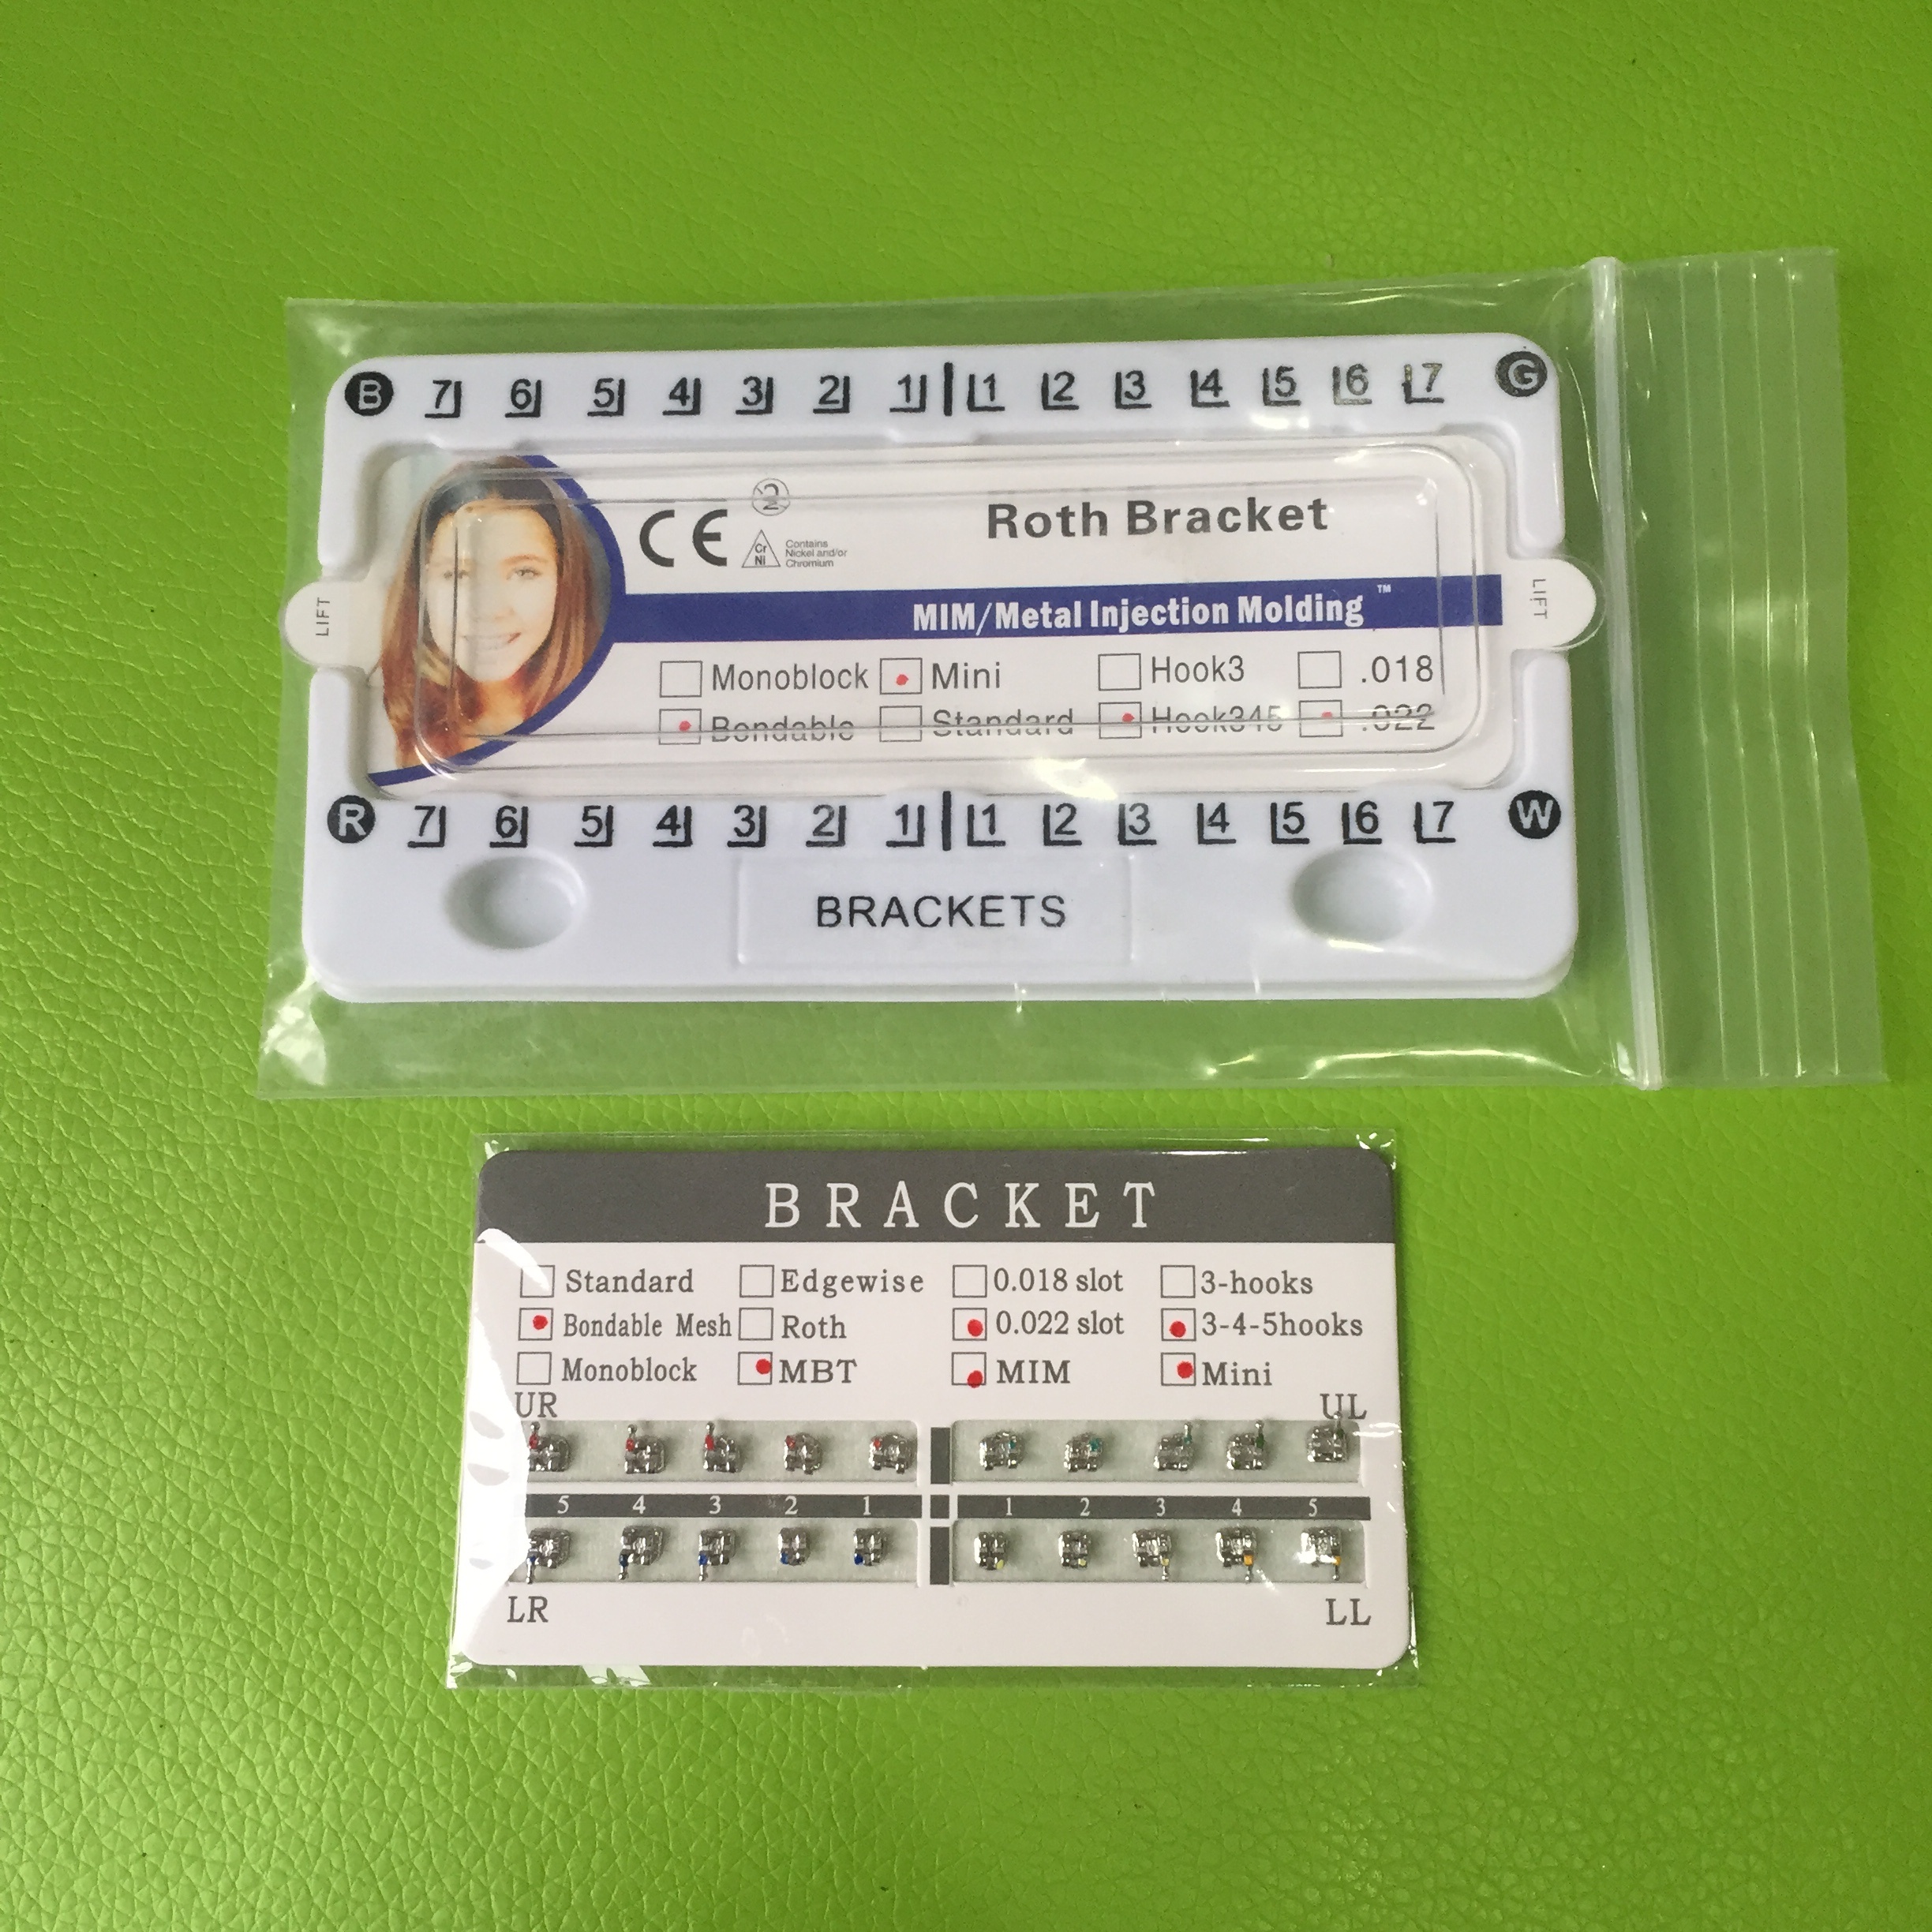 B 7 6 5 4 3 2 1 1 2 3 4 5 6 7 G
CE 2 Roth Bracket
Cr Ni Contains
Nickel and/or
Chromium
LIFT LIFT
MIM/Metal Injection Molding ™
Monoblock Mini Hook3 .018
Bondable Standard Hook345 .022
R 7 6 5 4 3 2 1 1 2 3 4 5 6 7 W
BRACKETS
BRACKET
Standard Edgewise 0.018 slot 3-hooks
Bondable Mesh Roth 0.022 slot 3-4-5hooks
Monoblock MBT MIM Mini
UR UL
5 4 3 2 1 1 2 3 4 5
LR LL